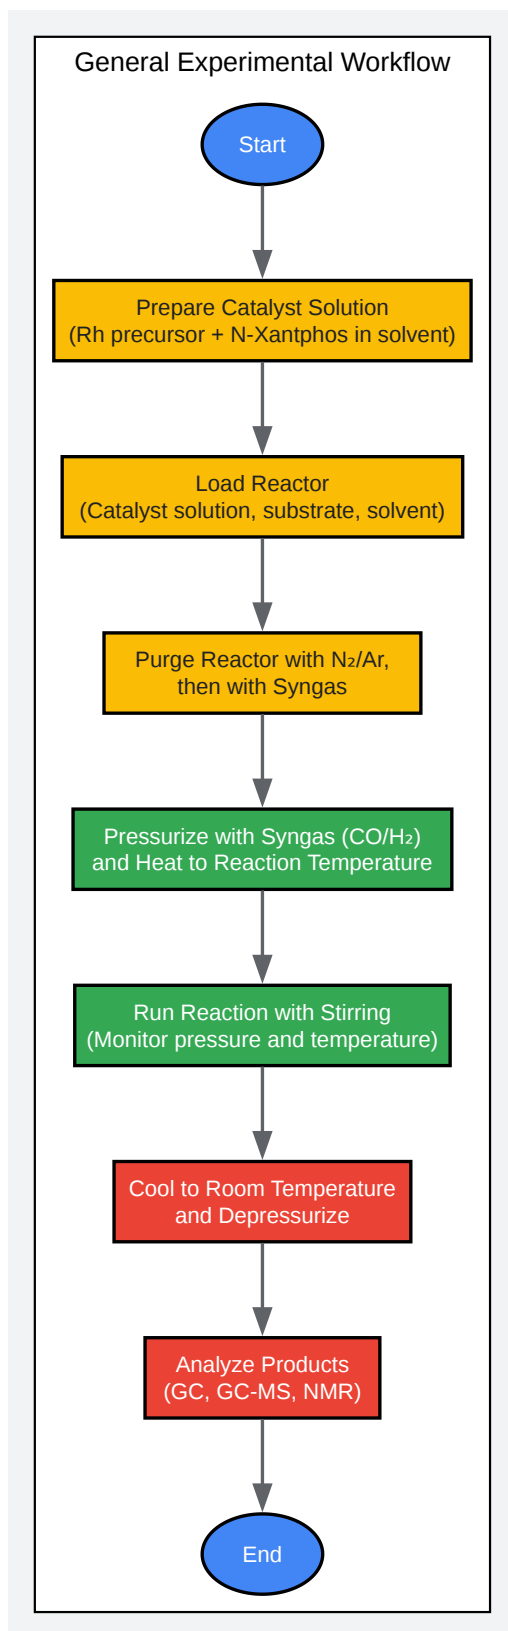 General Experimental Workflow
Start
Prepare Catalyst Solution
(Rh precursor + N-Xantphos in solvent)
Load Reactor
(Catalyst solution, substrate, solvent)
Purge Reactor with N₂/Ar,
then with Syngas
Pressurize with Syngas (CO/H₂)
and Heat to Reaction Temperature
Run Reaction with Stirring
(Monitor pressure and temperature)
Cool to Room Temperature
and Depressurize
Analyze Products
(GC, GC-MS, NMR)
End